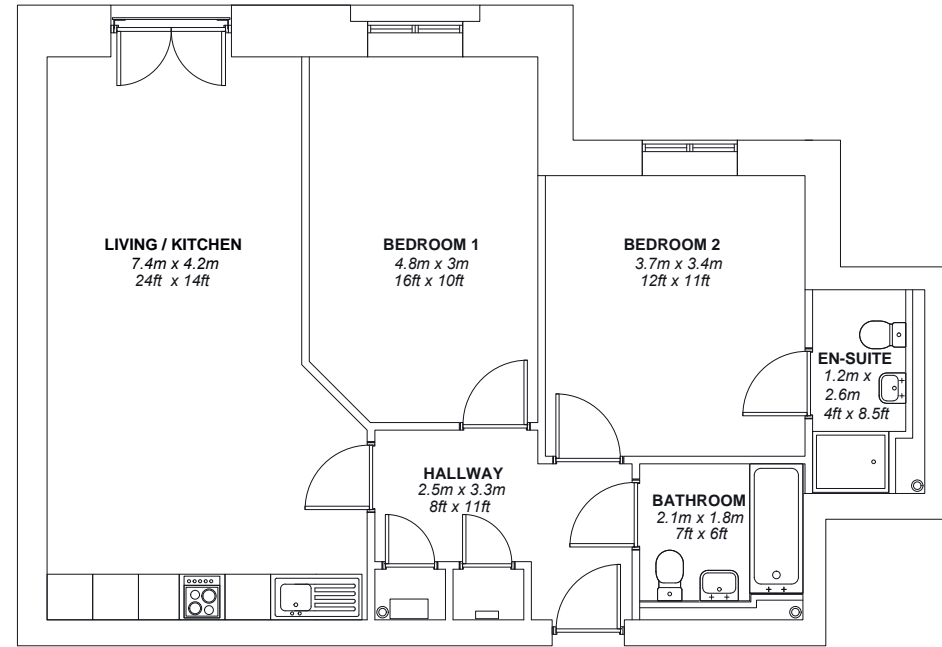 LIVING / KITCHEN
7.4m x 4.2m
24ft x 14ft
BEDROOM 1
4.8m x 3m
16ft x 10ft
BEDROOM 2
3.7m x 3.4m
12ft x 11ft
EN-SUITE
1.2m x
2.6m
4ft x 8.5ft
HALLWAY
2.5m x 3.3m
8ft x 11ft
BATHROOM
2.1m x 1.8m
7ft x 6ft